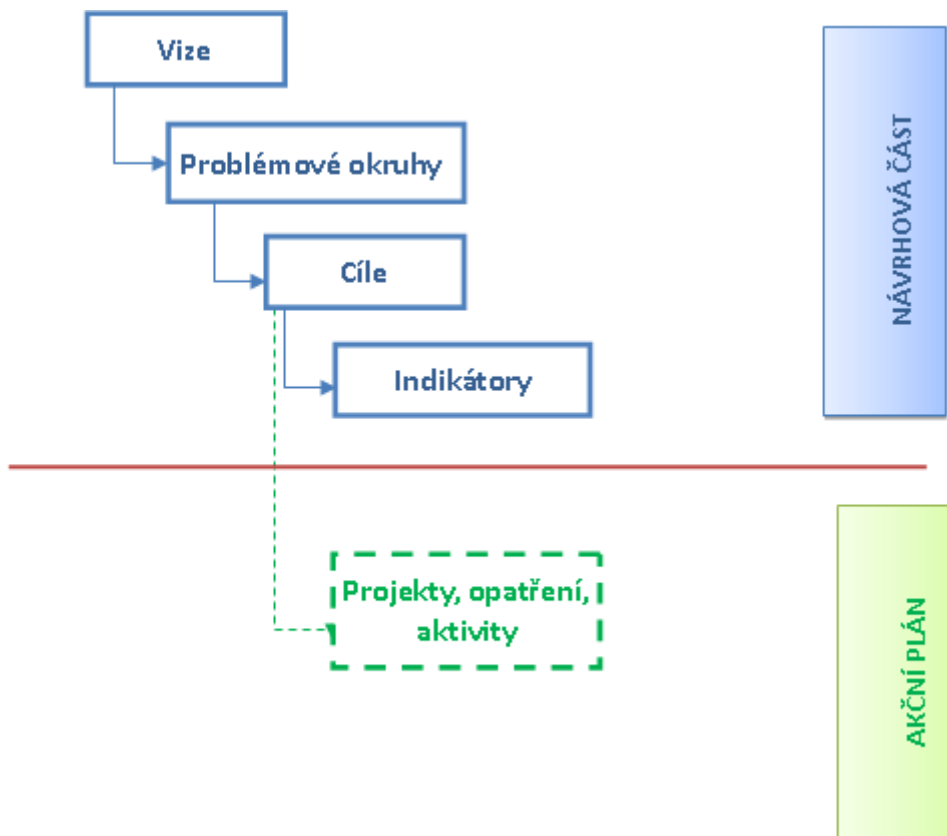 Vize
Problémové okruhy
Cíle
Indikátory
NÁVRHOVÁ ČÁST
Projekty, opatření,
aktivity
AKČNÍ PLÁN